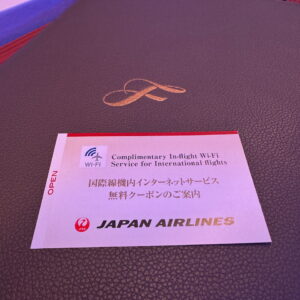 F
Wi-Fi
Complimentary In-flight Wi-Fi
Service for International flights
OPEN
国際線機内インターネットサービス
無料クーポンのご案内
JAPAN AIRLINES